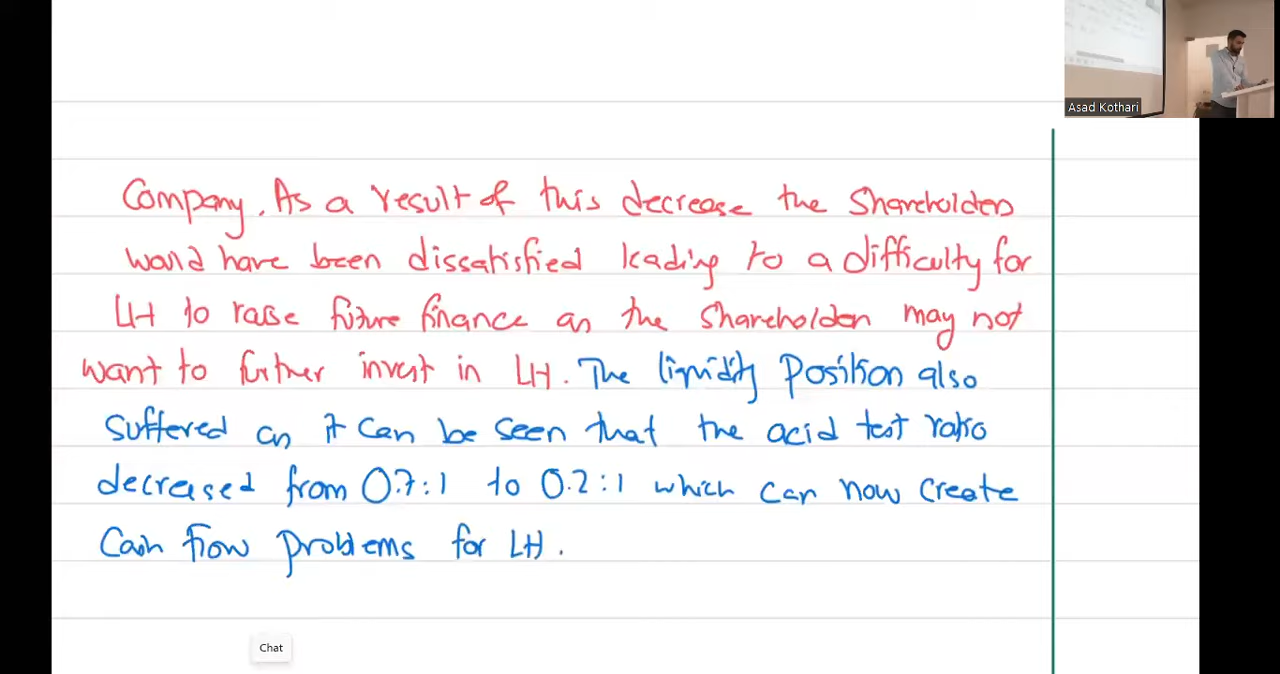 Asad Kothari
Company. As a result of this decrease the Shareholders
would have been dissatisfied leading to a difficulty for
LH to raise future finance as the shareholders may not
want to further invest in LH. The liquidity Position also
suffered as it can be seen that the acid test ratio
decreased from 0.7:1 to 0.2:1 which can now create
Cash flow problems for LH.
Chat